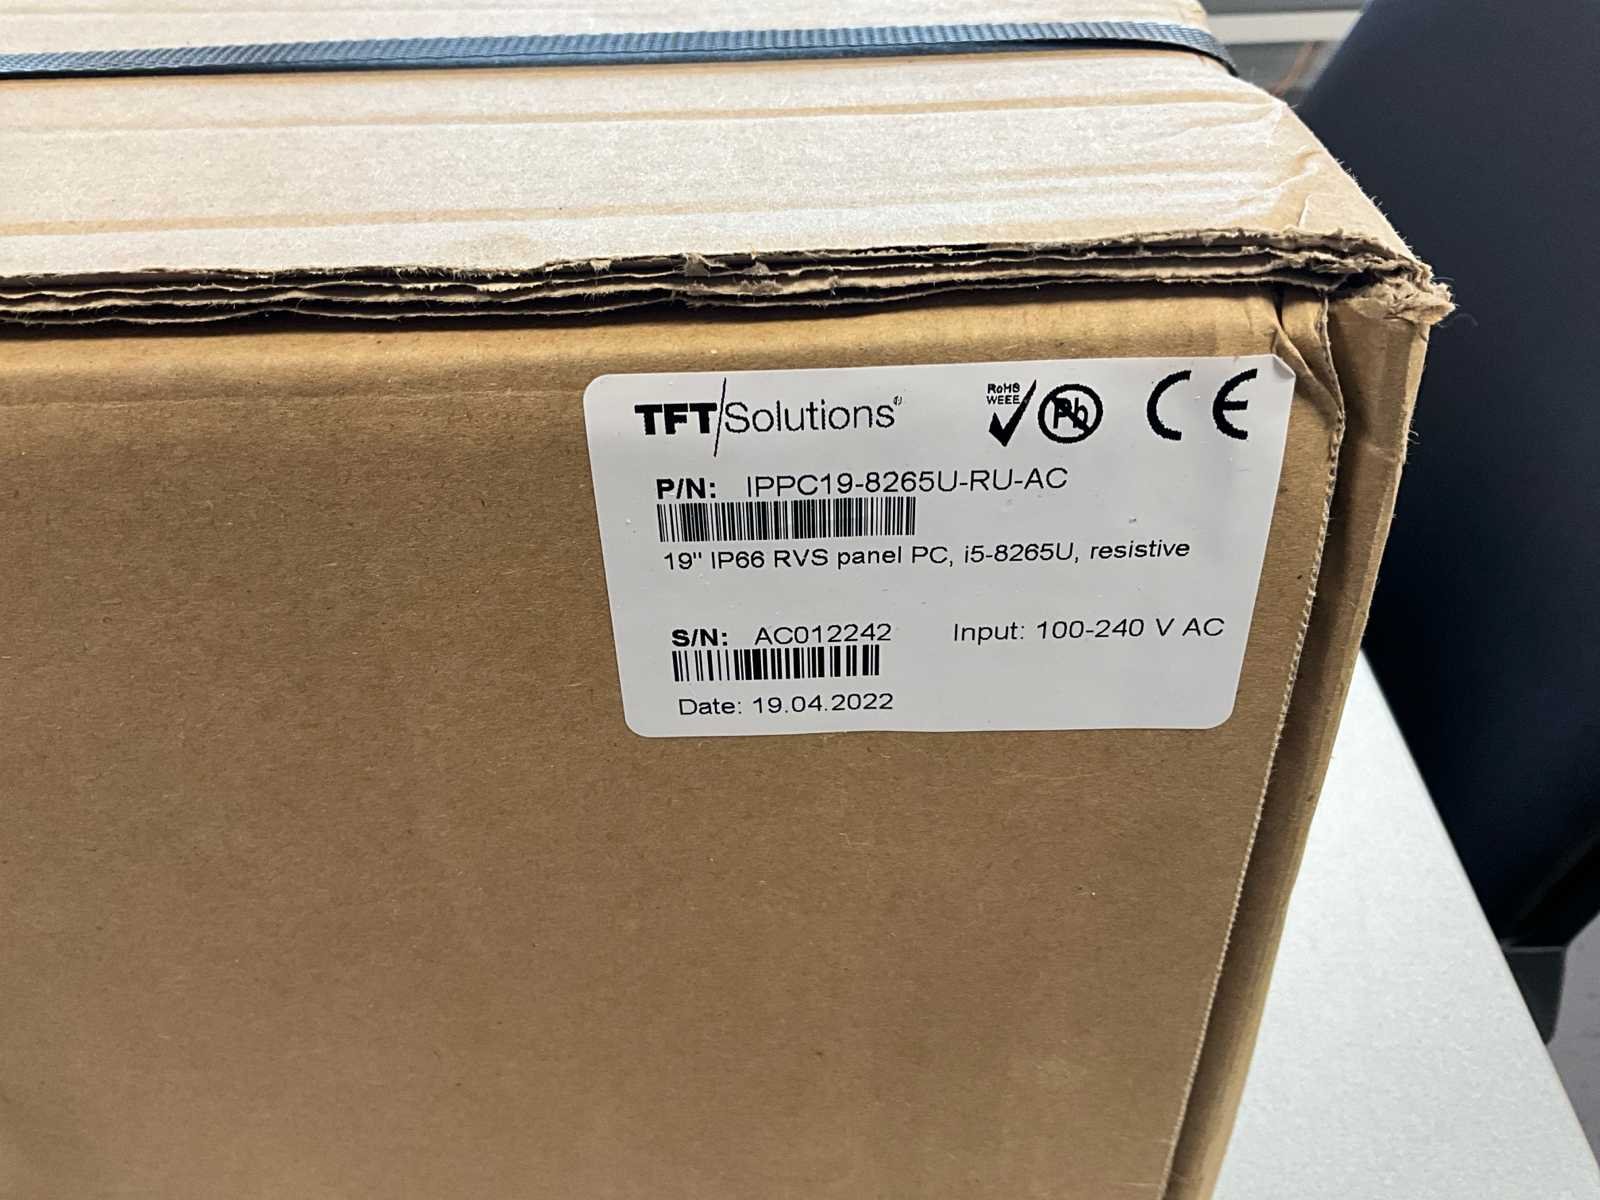 TFT/Solutions®
RoHS
WEEE
Pb
CE
P/N: IPPC19-8265U-RU-AC
19" IP66 RVS panel PC, i5-8265U, resistive
S/N: AC012242
Input: 100-240 V AC
Date: 19.04.2022